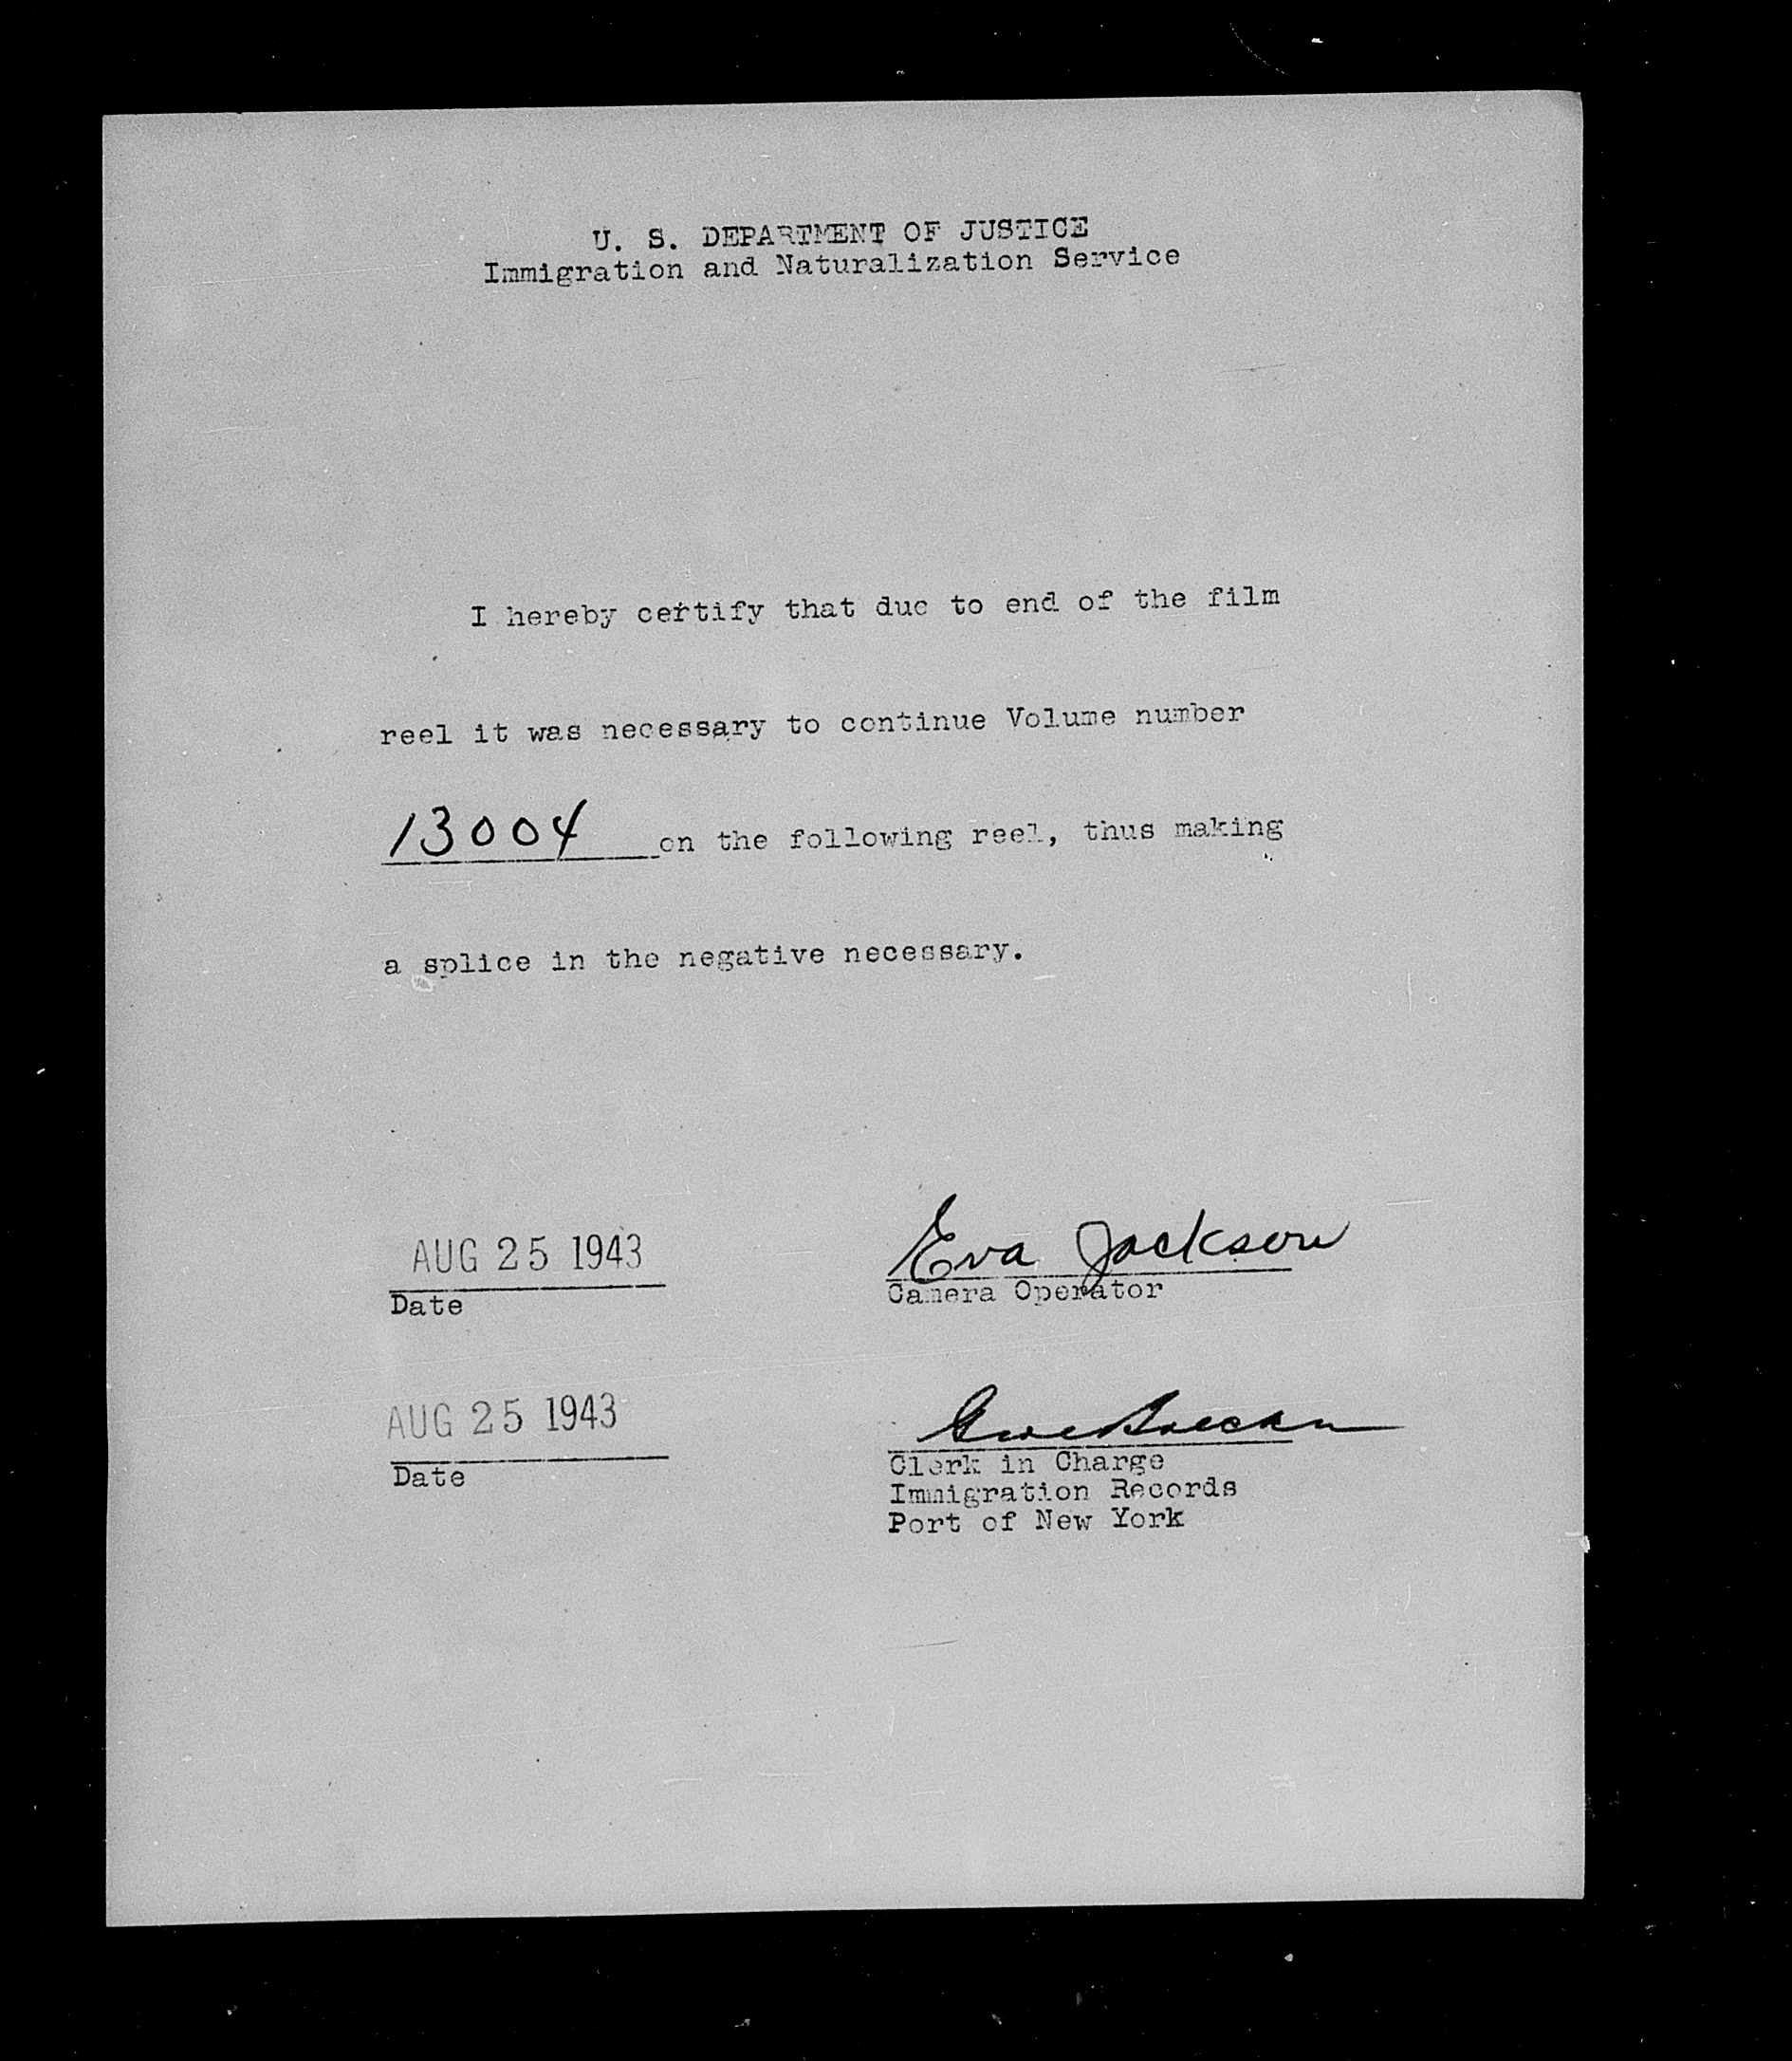 U. S. DEPARTMENT OF JUSTICE
Immigration and Naturalization Service
I hereby certify that due to end of the film
reel it was necessary to continue Volume number
13004 on the following reel, thus making
a splice in the negative necessary.
AUG 25 1943
Date
Eva Jackson
Camera Operator
AUG 25 1943
Date
Clerk in Charge
Immigration Records
Port of New York